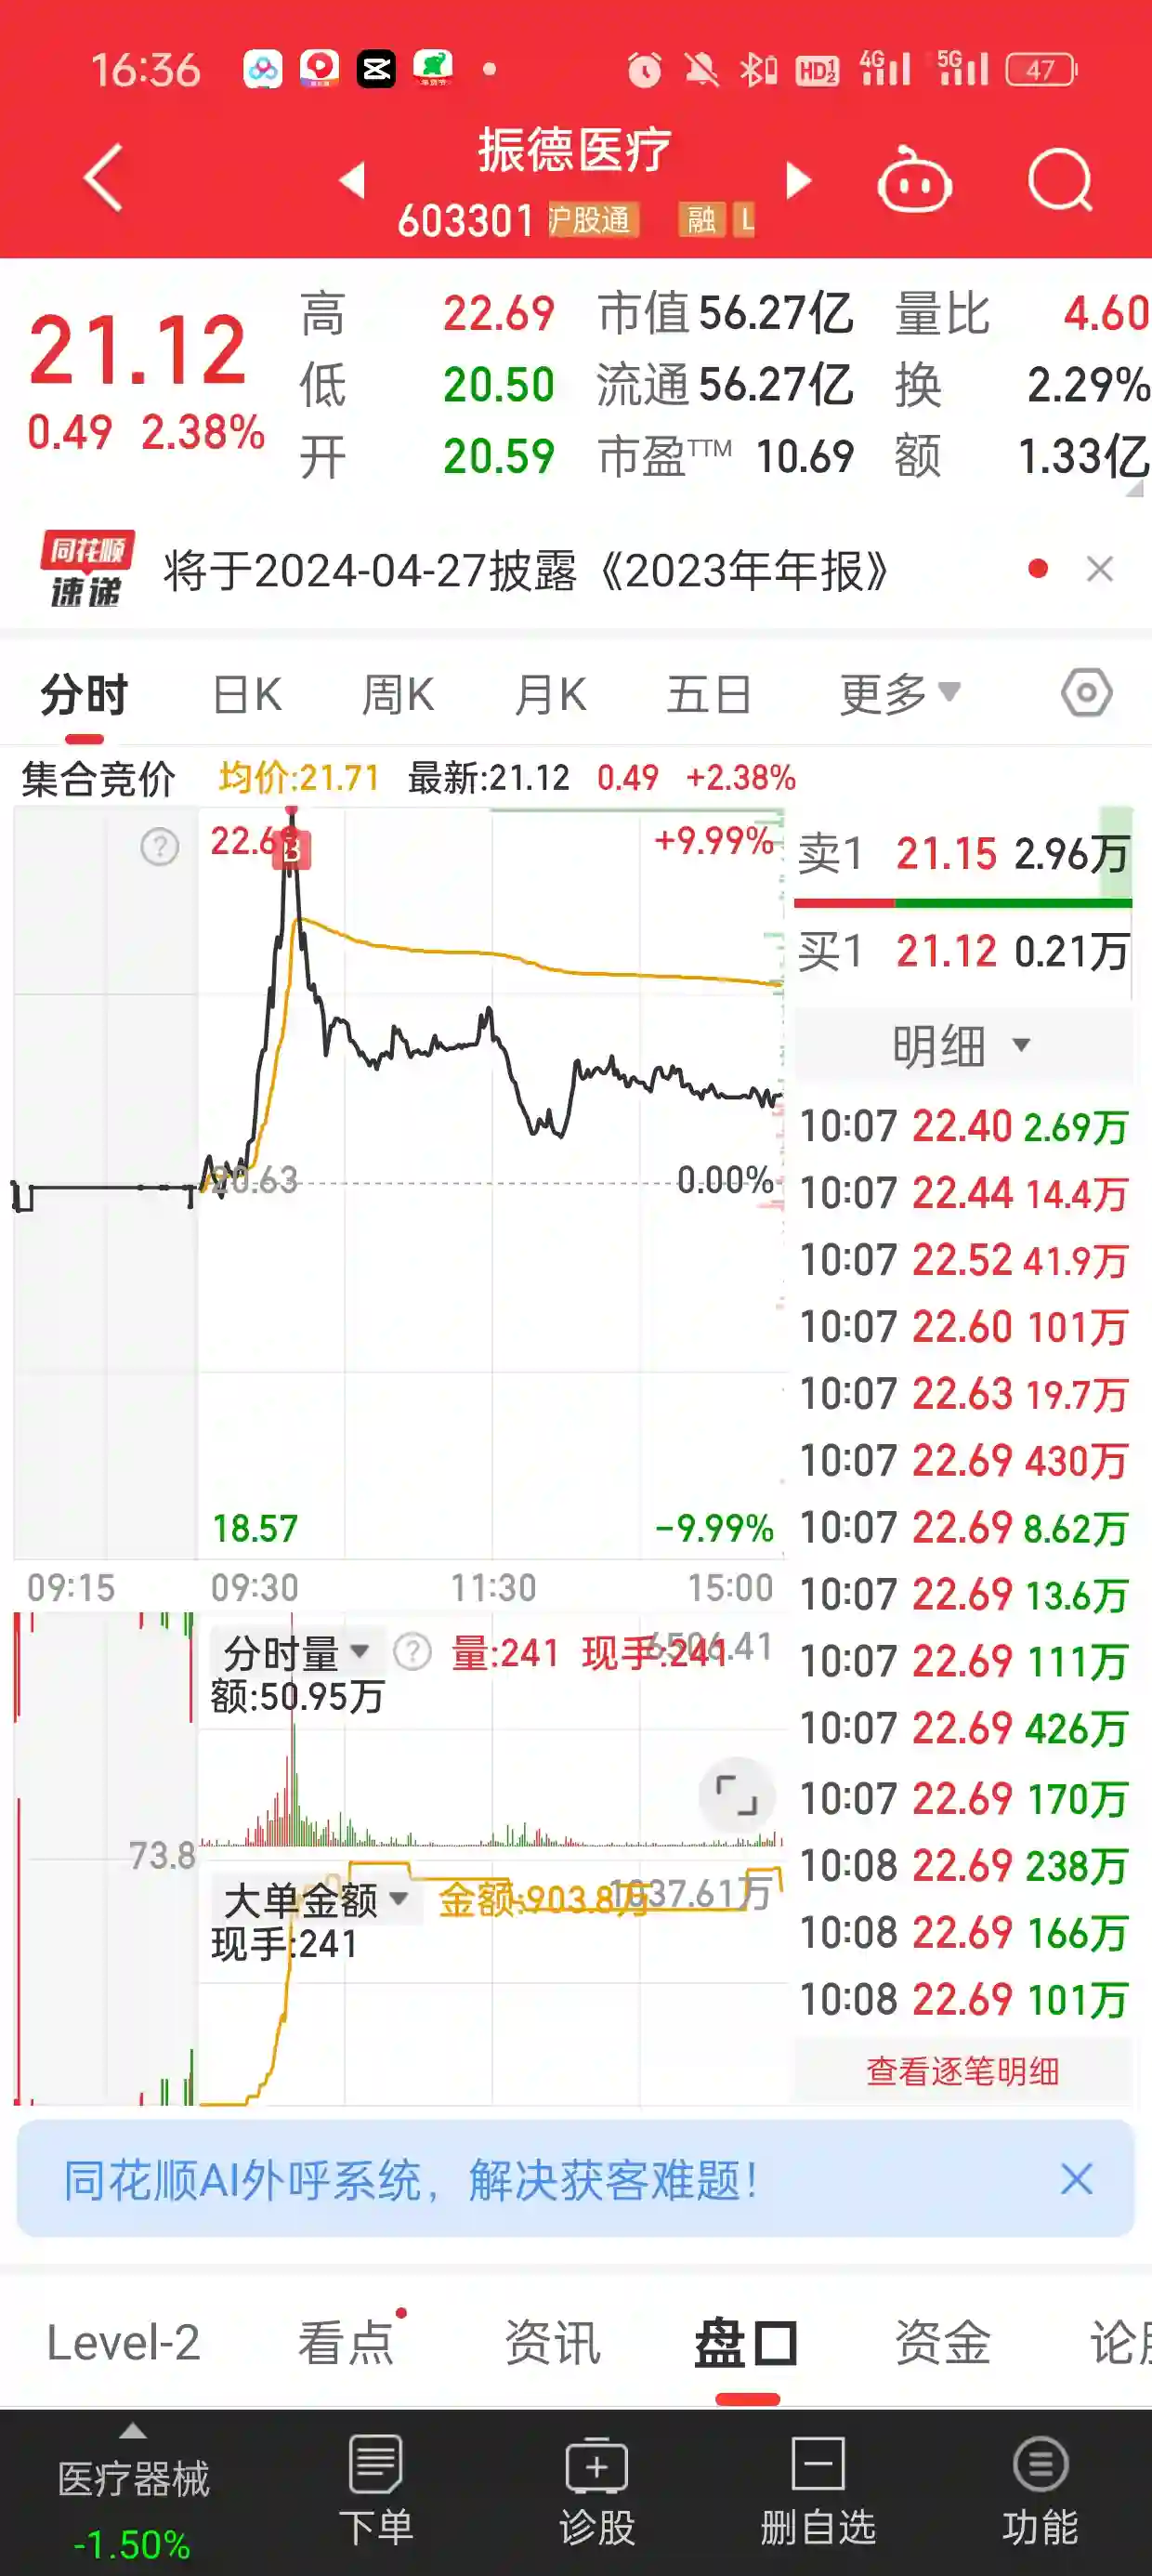 16:36 HD 1 2 4G 5G 47
振德医疗
603301 沪股通 融 L
21.12 高 22.69 市值 56.27亿 量比 4.60
低 20.50 流通 56.27亿 换 2.29%
0.49 2.38% 开 20.59 市盈TTM 10.69 额 1.33亿
同花顺 速递 将于2024-04-27披露《2023年年报》
分时 日K 周K 月K 五日 更多
集合竞价 均价:21.71 最新:21.12 0.49 +2.38%
22.6 B +9.99%
卖1 21.15 2.96万
买1 21.12 0.21万
明细
20.63 0.00%
10:07 22.40 2.69万
10:07 22.44 14.4万
10:07 22.52 41.9万
10:07 22.60 101万
10:07 22.63 19.7万
10:07 22.69 430万
18.57 -9.99%
10:07 22.69 8.62万
09:15 09:30 11:30 15:00
10:07 22.69 13.6万
分时量 量:241 现手:241 6506.41
10:07 22.69 111万
额:50.95万
10:07 22.69 426万
10:07 22.69 170万
73.8
10:08 22.69 238万
大单金额 金额:903.8万 1037.61万
10:08 22.69 166万
现手:241
10:08 22.69 101万
查看逐笔明细
同花顺AI外呼系统，解决获客难题！
Level-2 看点 资讯 盘口 资金 论
医疗器械 -1.50% 下单 诊股 删自选 功能